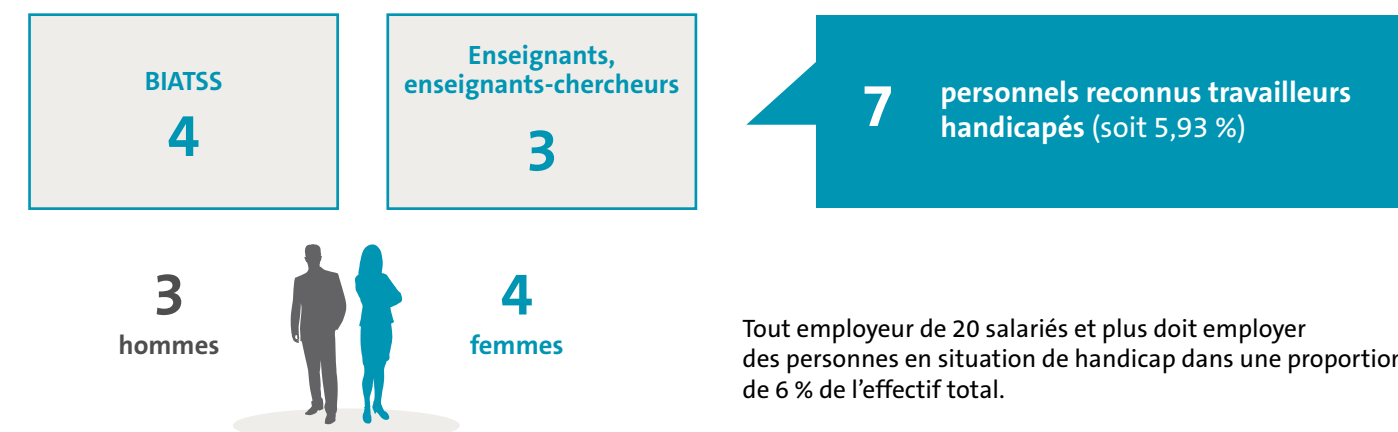 BIATSS
4
Enseignants,
enseignants-chercheurs
3
7
personnels reconnus travailleurs
handicapés (soit 5,93 %)
3
hommes
4
femmes
Tout employeur de 20 salariés et plus doit employer
des personnes en situation de handicap dans une proportion
de 6 % de l’effectif total.